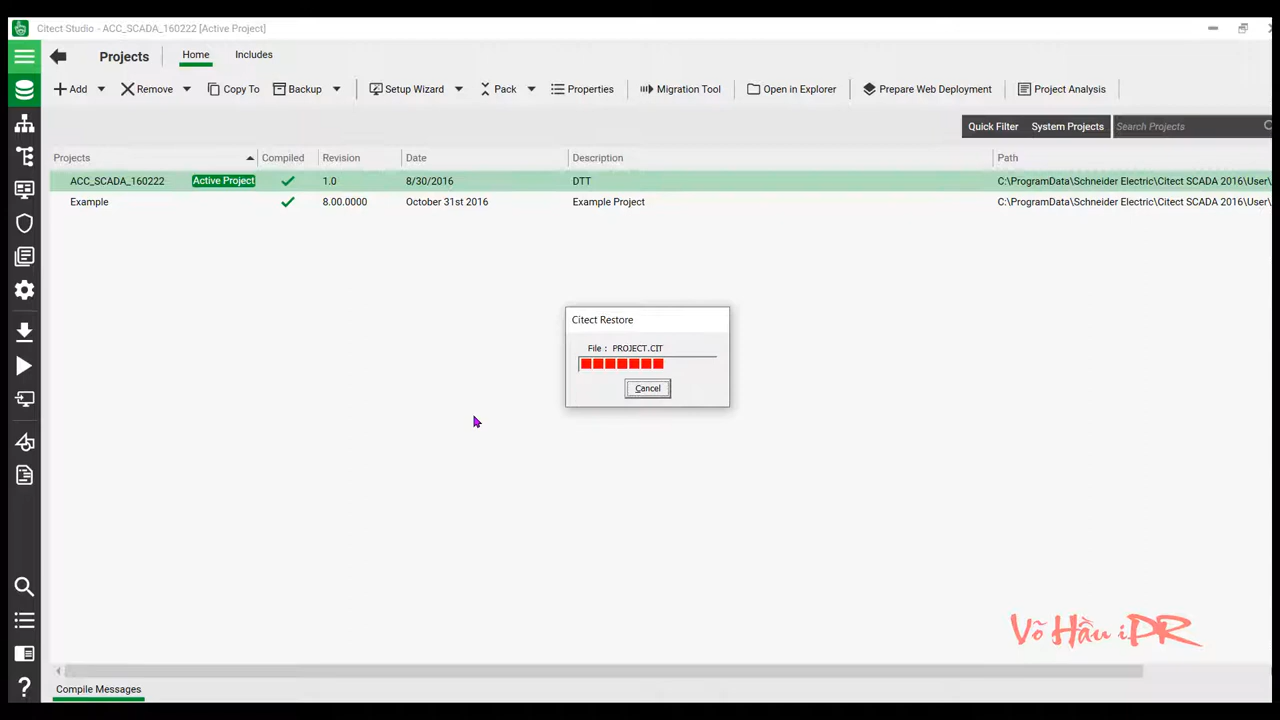 Citect Studio - ACC_SCADA_160222 [Active Project]
Projects Home Includes
Add Remove Copy To Backup Setup Wizard Pack Properties Migration Tool Open in Explorer Prepare Web Deployment Project Analysis
Quick Filter System Projects Search Projects
Projects Compiled Revision Date Description Path
ACC_SCADA_160222 Active Project 1.0 8/30/2016 DTT C:\ProgramData\Schneider Electric\Citect SCADA 2016\User\
Example 8.00.0000 October 31st 2016 Example Project C:\ProgramData\Schneider Electric\Citect SCADA 2016\User\
Citect Restore
File : PROJECT.CIT
Cancel
Võ Hầu iDR
Compile Messages